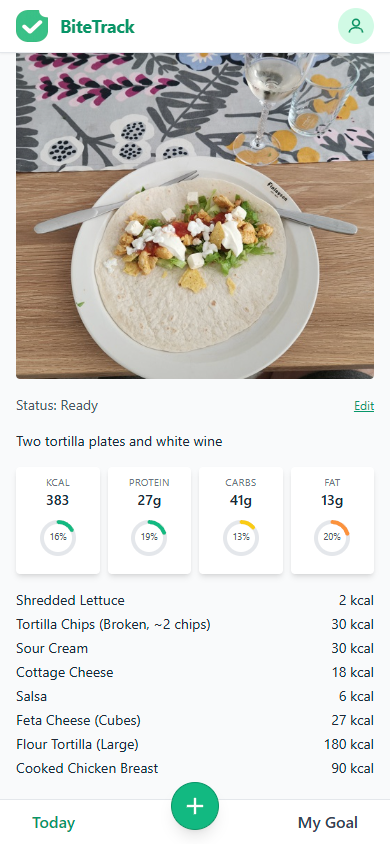 BiteTrack
Status: Ready
Edit
Two tortilla plates and white wine
KCAL
383
16%
PROTEIN
27g
19%
CARBS
41g
13%
FAT
13g
20%
Shredded Lettuce 2 kcal
Tortilla Chips (Broken, ~2 chips) 30 kcal
Sour Cream 30 kcal
Cottage Cheese 18 kcal
Salsa 6 kcal
Feta Cheese (Cubes) 27 kcal
Flour Tortilla (Large) 180 kcal
Cooked Chicken Breast 90 kcal
Today
My Goal